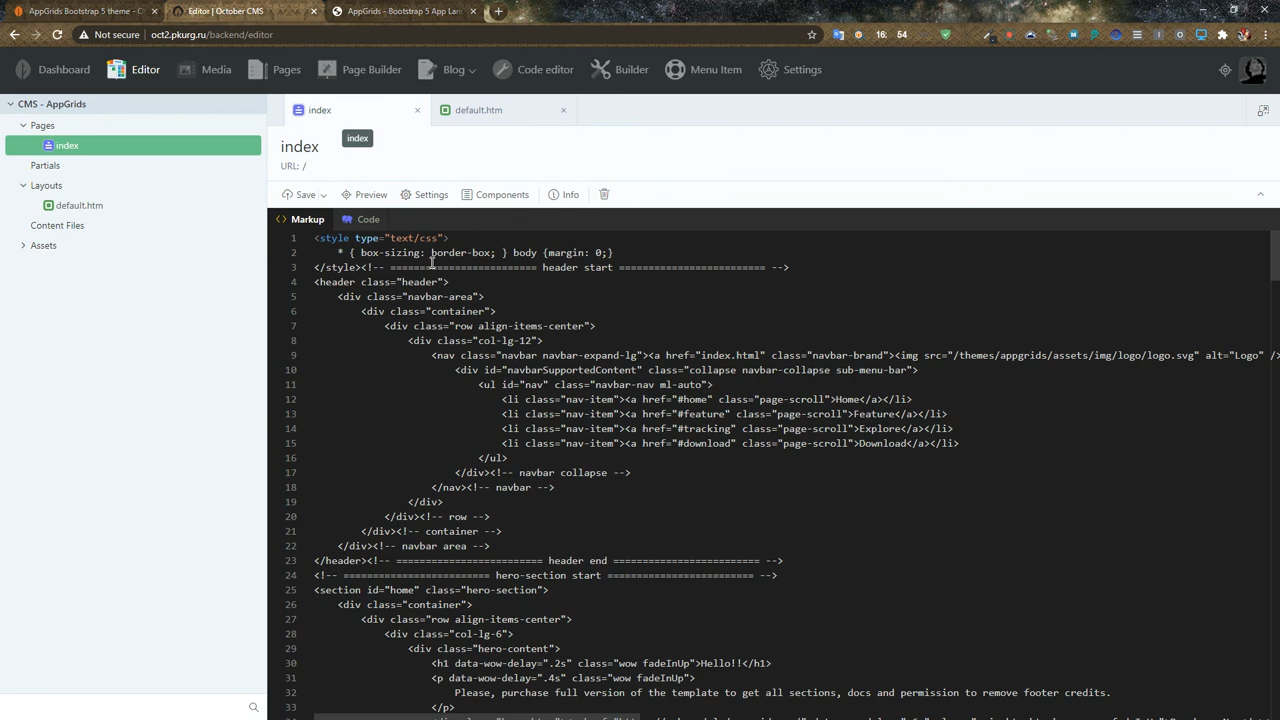 AppGrids Bootstrap 5 theme -
Editor | October CMS
AppGrids - Bootstrap 5 App Lan
Not secure oct2.pkurg.ru/backend/editor
16: 54
Dashboard Editor Media Pages Page Builder Blog Code editor Builder Menu Item Settings
CMS - AppGrids
Pages
index
Partials
Layouts
default.htm
Content Files
Assets
index
default.htm
index
index
URL: /
Save Preview Settings Components Info
Markup Code
1 <style type="text/css">
2 * { box-sizing: border-box; } body {margin: 0;}
3 </style><!-- ========================= header start ========================= -->
4 <header class="header">
5 <div class="navbar-area">
6 <div class="container">
7 <div class="row align-items-center">
8 <div class="col-lg-12">
9 <nav class="navbar navbar-expand-lg"><a href="index.html" class="navbar-brand"><img src="/themes/appgrids/assets/img/logo/logo.svg" alt="Logo" />
10 <div id="navbarSupportedContent" class="collapse navbar-collapse sub-menu-bar">
11 <ul id="nav" class="navbar-nav ml-auto">
12 <li class="nav-item"><a href="#home" class="page-scroll">Home</a></li>
13 <li class="nav-item"><a href="#feature" class="page-scroll">Feature</a></li>
14 <li class="nav-item"><a href="#tracking" class="page-scroll">Explore</a></li>
15 <li class="nav-item"><a href="#download" class="page-scroll">Download</a></li>
16 </ul>
17 </div><!-- navbar collapse -->
18 </nav><!-- navbar -->
19 </div>
20 </div><!-- row -->
21 </div><!-- container -->
22 </div><!-- navbar area -->
23 </header><!-- ========================= header end ========================= -->
24 <!-- ========================= hero-section start ========================= -->
25 <section id="home" class="hero-section">
26 <div class="container">
27 <div class="row align-items-center">
28 <div class="col-lg-6">
29 <div class="hero-content">
30 <h1 data-wow-delay=".2s" class="wow fadeInUp">Hello!!</h1>
31 <p data-wow-delay=".4s" class="wow fadeInUp">
32 Please, purchase full version of the template to get all sections, docs and permission to remove footer credits.
33 </p>